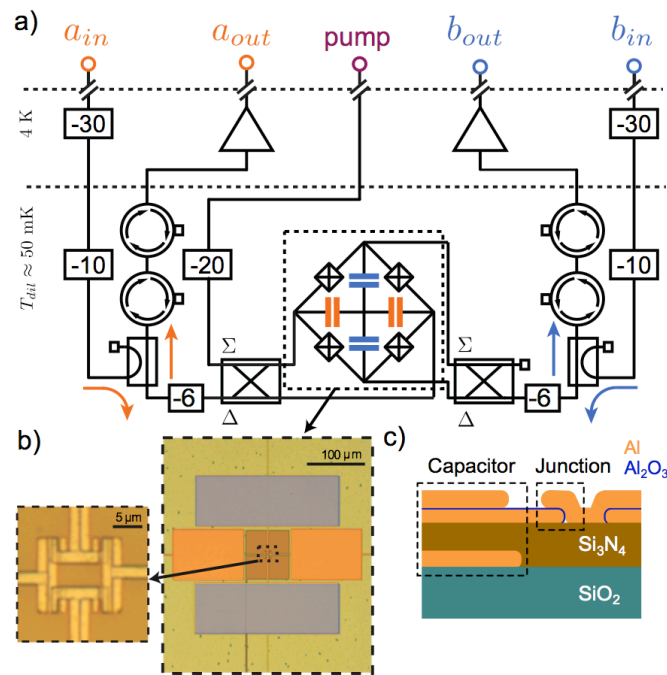 a)
a_in a_out pump b_out b_in
4 K
-30 -30
T_dil ≈ 50 mK
-10 -20 -10
Σ Σ
-6 -6
Δ Δ
b)
100 µm
5 µm
c)
Al
Al₂O₃
Capacitor Junction
Si₃N₄
SiO₂